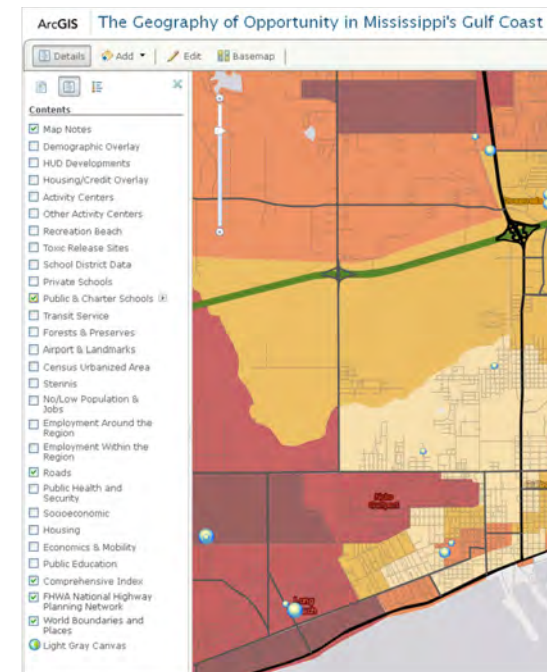 ArcGIS The Geography of Opportunity in Mississippi's Gulf Coast
Details Add Edit Basemap
Contents
Map Notes
Demographic Overlay
HUD Developments
Housing/Credit Overlay
Activity Centers
Other Activity Centers
Recreation Beach
Toxic Release Sites
School District Data
Private Schools
Public & Charter Schools
Transit Service
Forests & Preserves
Airport & Landmarks
Census Urbanized Area
Stennis
No/Low Population &
Jobs
Employment Around the
Region
Employment Within the
Region
Roads
Public Health and
Security
Socoeconomic
Housing
Economics & Mobility
Public Education
Comprehensive Index
FHWA National Highway
Planning Network
World Boundaries and
Places
Light Gray Canvas
Long